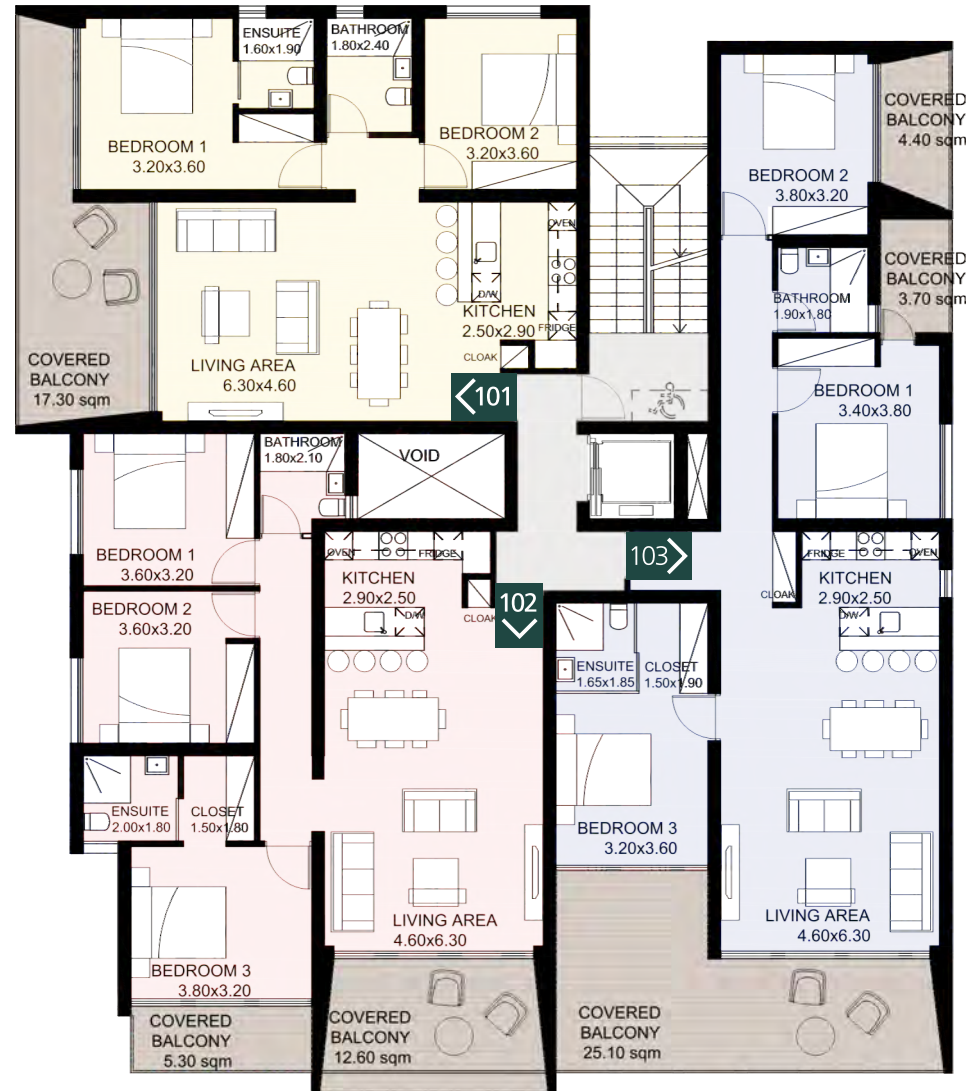 ENSUITE
1.60x1.90
BATHROOM
1.80x2.40
BEDROOM 1
3.20x3.60
BEDROOM 2
3.20x3.60
OVEN
D/W
KITCHEN
2.50x2.90
FRIDGE
CLOAK
LIVING AREA
6.30x4.60
COVERED
BALCONY
17.30 sqm
<101
COVERED
BALCONY
4.40 sqm
BEDROOM 2
3.80x3.20
COVERED
BALCONY
3.70 sqm
BATHROOM
1.90x1.80
BEDROOM 1
3.40x3.80
BATHROOM
1.80x2.10
VOID
BEDROOM 1
3.60x3.20
OVEN
FRIDGE
KITCHEN
2.90x2.50
D/W
CLOAK
102
103>
CLOAK
FRIDGE
OVEN
KITCHEN
2.90x2.50
D/W
BEDROOM 2
3.60x3.20
ENSUITE
1.65x1.85
CLOSET
1.50x1.90
ENSUITE
2.00x1.80
CLOSET
1.50x1.80
BEDROOM 3
3.20x3.60
LIVING AREA
4.60x6.30
LIVING AREA
4.60x6.30
BEDROOM 3
3.80x3.20
COVERED
BALCONY
5.30 sqm
COVERED
BALCONY
12.60 sqm
COVERED
BALCONY
25.10 sqm